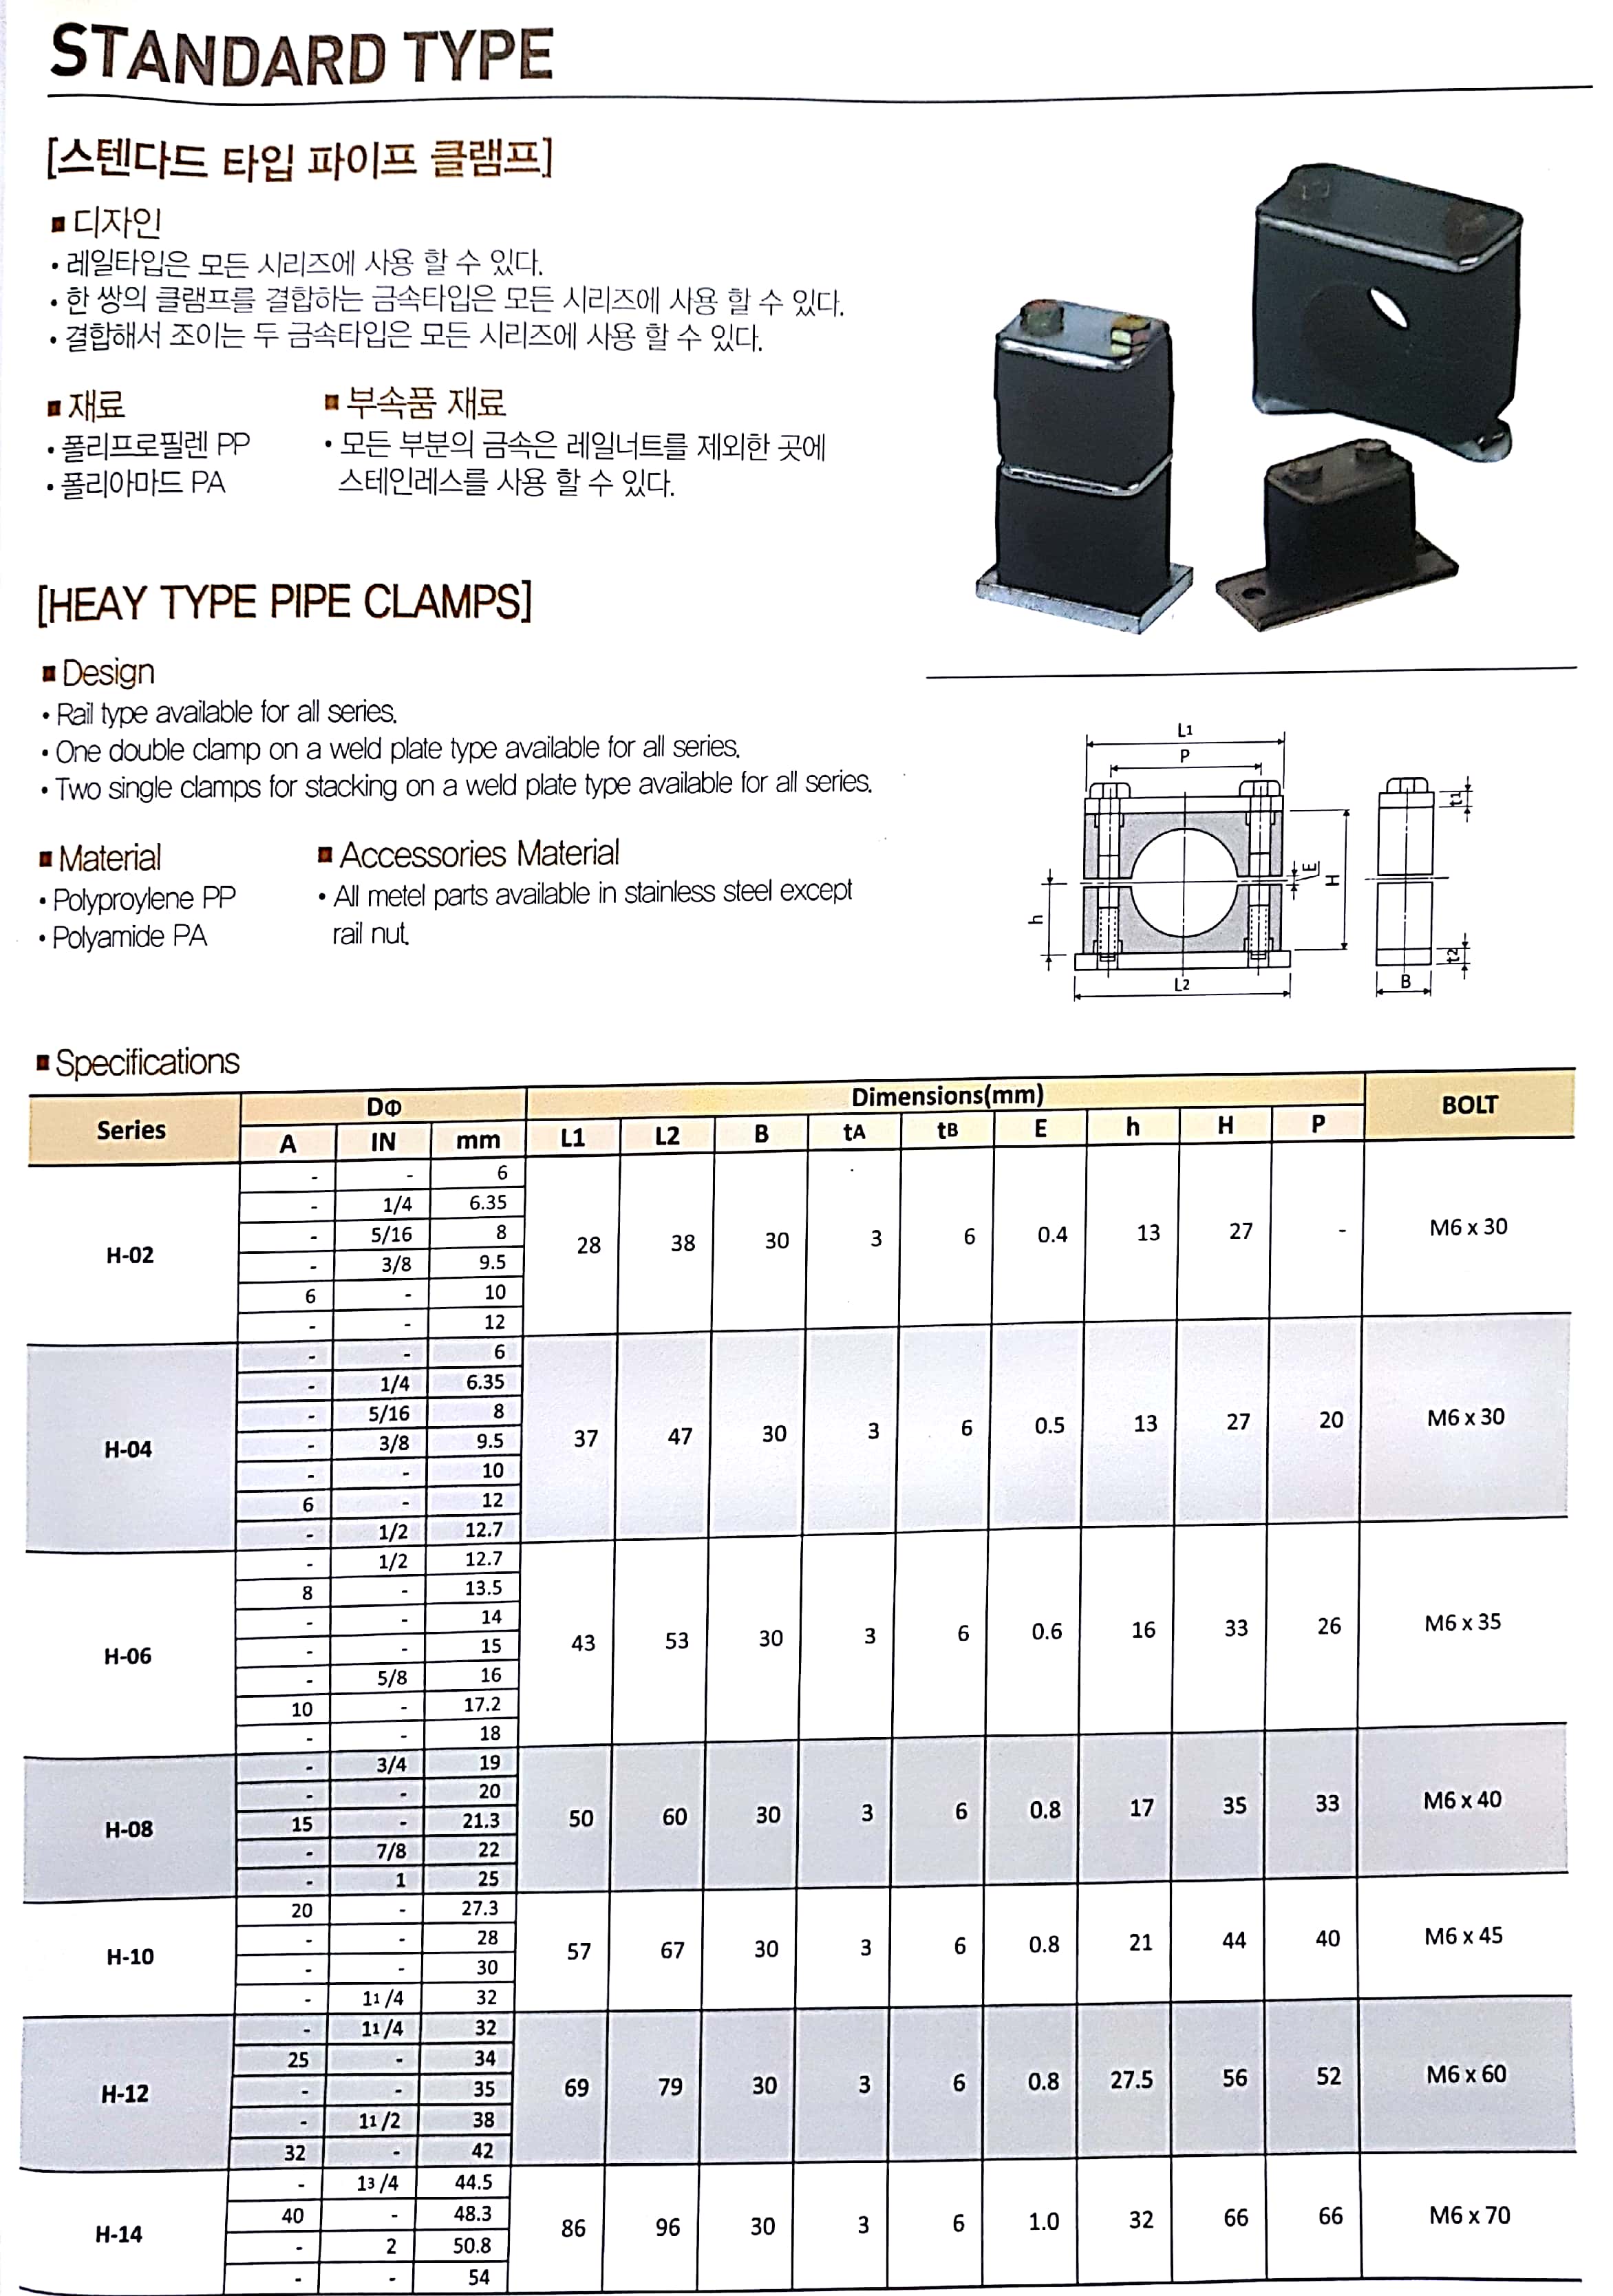 STANDARD TYPE
[스텐다드 타입 파이프 클램프]
■ 디자인
• 레일타입은 모든 시리즈에 사용 할 수 있다.
• 한 쌍의 클램프를 결합하는 금속타입은 모든 시리즈에 사용 할 수 있다.
• 결합해서 조이는 두 금속타입은 모든 시리즈에 사용 할 수 있다.
■ 재료
• 폴리프로필렌 PP
• 폴리아마드 PA
■ 부속품 재료
• 모든 부분의 금속은 레일너트를 제외한 곳에
스테인레스를 사용 할 수 있다.
[HEAY TYPE PIPE CLAMPS]
■ Design
• Rail type available for all series.
• One double clamp on a weld plate type available for all series.
• Two single clamps for stacking on a weld plate type available for all series.
■ Material
• Polyproylene PP
• Polyamide PA
■ Accessories Material
• All metel parts available in stainless steel except
rail nut.
L1
P
t1
E
H
h
t2
L2
B
■ Specifications
Series DΦ Dimensions(mm) BOLT
A IN mm L1 L2 B tA tB E h H P
H-02 28 38 30 3 6 0.4 13 27 - M6 x 30
- - 6
- 1/4 6.35
- 5/16 8
- 3/8 9.5
6 - 10
- - 12
H-04 37 47 30 3 6 0.5 13 27 20 M6 x 30
- - 6
- 1/4 6.35
- 5/16 8
- 3/8 9.5
- - 10
6 - 12
- 1/2 12.7
H-06 43 53 30 3 6 0.6 16 33 26 M6 x 35
- 1/2 12.7
8 - 13.5
- - 14
- - 15
- 5/8 16
10 - 17.2
- - 18
H-08 50 60 30 3 6 0.8 17 35 33 M6 x 40
- 3/4 19
- - 20
15 - 21.3
- 7/8 22
- 1 25
H-10 57 67 30 3 6 0.8 21 44 40 M6 x 45
20 - 27.3
- - 28
- - 30
- 11/4 32
H-12 69 79 30 3 6 0.8 27.5 56 52 M6 x 60
- 11/4 32
25 - 34
- - 35
- 11/2 38
32 - 42
H-14 86 96 30 3 6 1.0 32 66 66 M6 x 70
- 13/4 44.5
40 - 48.3
- 2 50.8
- - 54